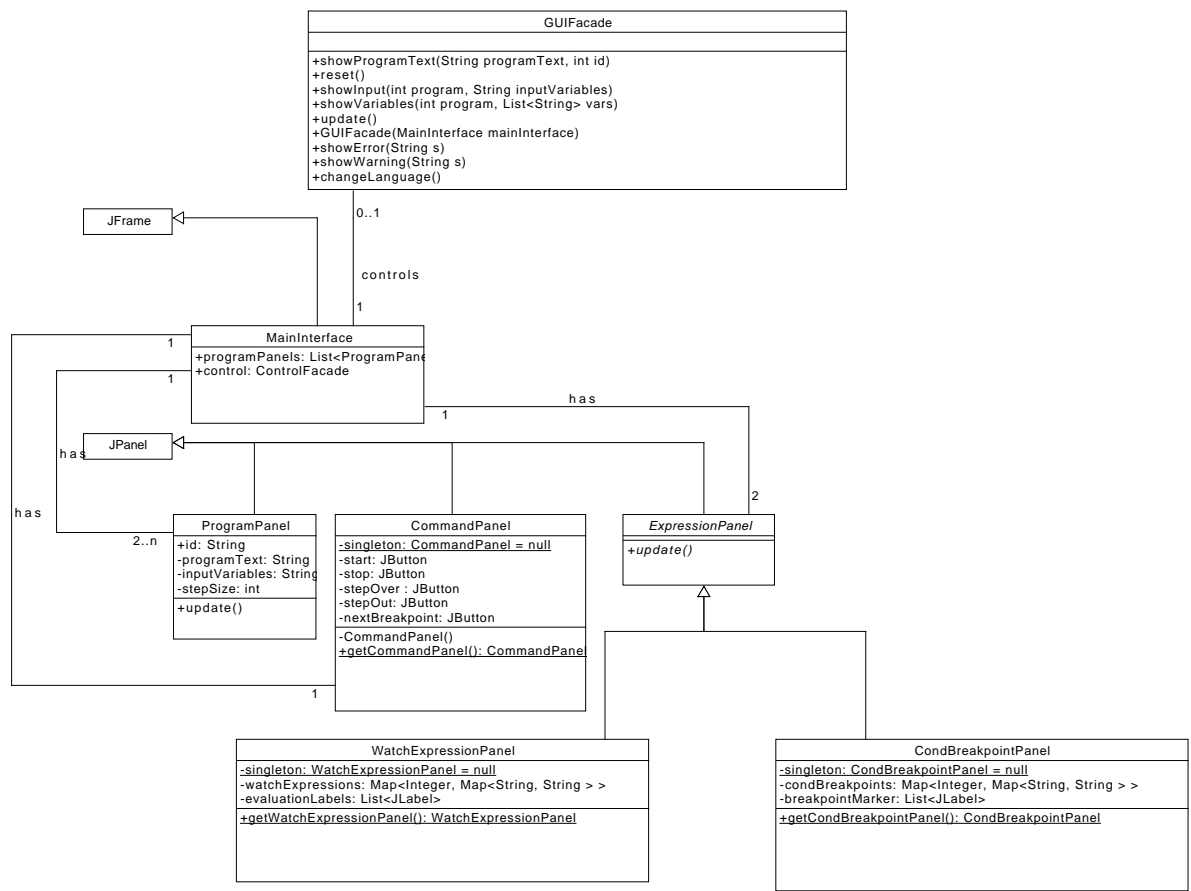 GUIFacade
+showProgramText(String programText, int id)
+reset()
+showInput(int program, String inputVariables)
+showVariables(int program, List<String> vars)
+update()
+GUIFacade(MainInterface mainInterface)
+showError(String s)
+showWarning(String s)
+changeLanguage()
0..1
JFrame
controls
1
MainInterface
1
+programPanels: List<ProgramPane
+control: ControlFacade
1
has
1
JPanel
has
2
has
ProgramPanel
+id: String
-programText: String
-inputVariables: String
-stepSize: int
+update()
2..n
CommandPanel
-singleton: CommandPanel = null
-start: JButton
-stop: JButton
-stepOver : JButton
-stepOut: JButton
-nextBreakpoint: JButton
-CommandPanel()
+getCommandPanel(): CommandPanel
1
ExpressionPanel
+update()
WatchExpressionPanel
-singleton: WatchExpressionPanel = null
-watchExpressions: Map<Integer, Map<String, String > >
-evaluationLabels: List<JLabel>
+getWatchExpressionPanel(): WatchExpressionPanel
CondBreakpointPanel
-singleton: CondBreakpointPanel = null
-condBreakpoints: Map<Integer, Map<String, String > >
-breakpointMarker: List<JLabel>
+getCondBreakpointPanel(): CondBreakpointPanel